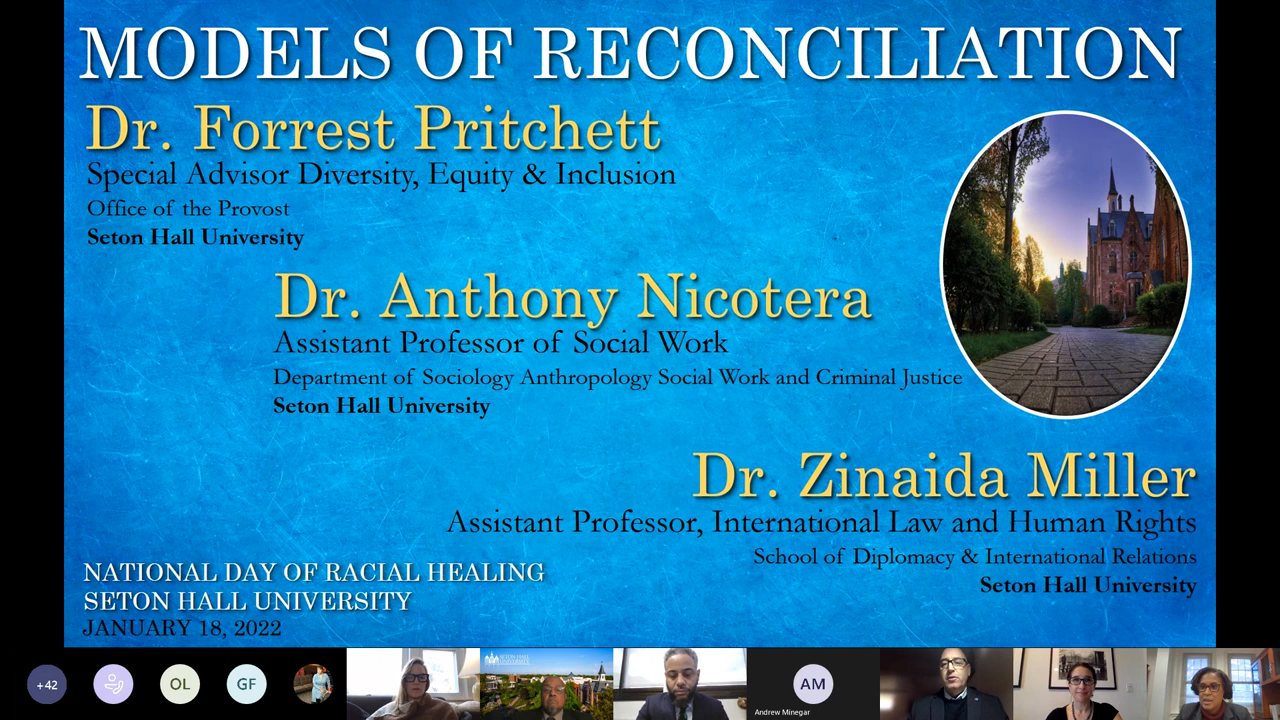 MODELS OF RECONCILIATION
Dr. Forrest Pritchett
Special Advisor Diversity, Equity & Inclusion
Office of the Provost
Seton Hall University
Dr. Anthony Nicotera
Assistant Professor of Social Work
Department of Sociology Anthropology Social Work and Criminal Justice
Seton Hall University
Dr. Zinaida Miller
Assistant Professor, International Law and Human Rights
School of Diplomacy & International Relations
Seton Hall University
NATIONAL DAY OF RACIAL HEALING
SETON HALL UNIVERSITY
JANUARY 18, 2022
+42
OL
GF
SETON HALL
UNIVERSITY
AM
Andrew Minegar